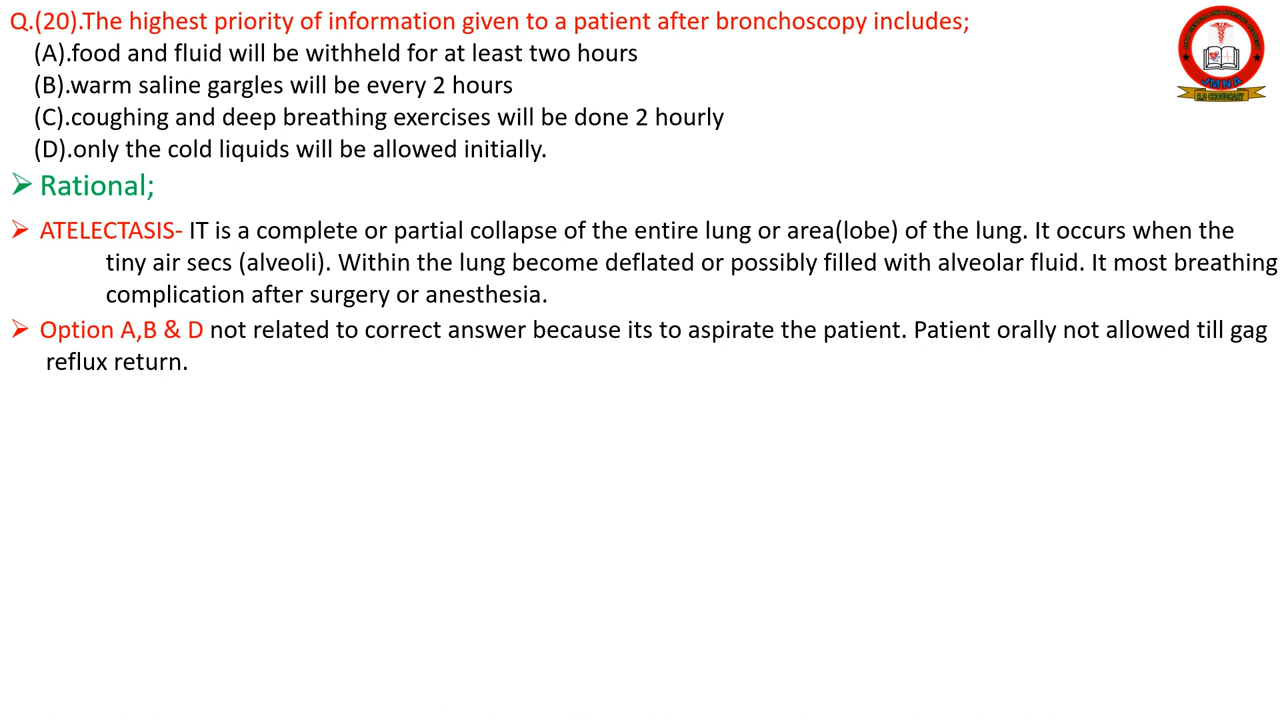 Q.(20).The highest priority of information given to a patient after bronchoscopy includes;
(A).food and fluid will be withheld for at least two hours
(B).warm saline gargles will be every 2 hours
(C).coughing and deep breathing exercises will be done 2 hourly
(D).only the cold liquids will be allowed initially.
Rational;
ATELECTASIS- IT is a complete or partial collapse of the entire lung or area(lobe) of the lung. It occurs when the
tiny air secs (alveoli). Within the lung become deflated or possibly filled with alveolar fluid. It most breathing
complication after surgery or anesthesia.
Option A,B & D not related to correct answer because its to aspirate the patient. Patient orally not allowed till gag
reflux return.
JMNA